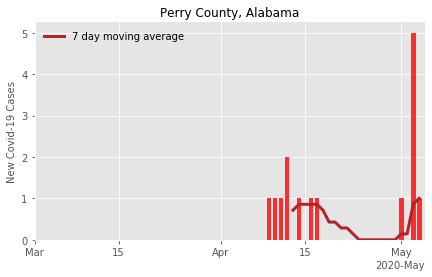 Perry County, Alabama
7 day moving average
New Covid-19 Cases
5
4
3
2
1
0
Mar 15 Apr 15 May
2020-May